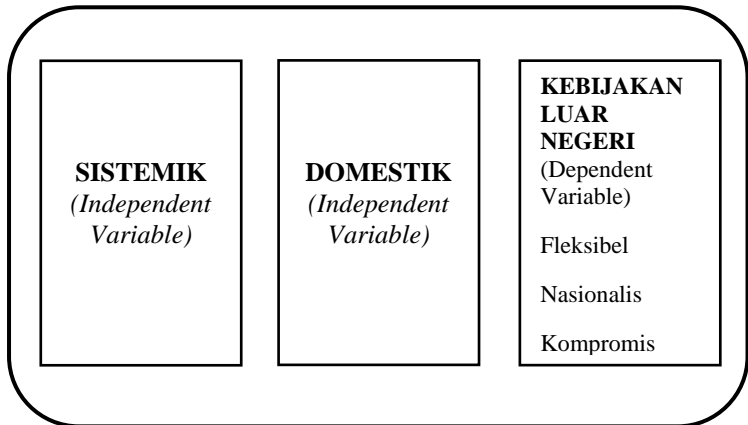 SISTEMIK
(Independent
Variable)
DOMESTIK
(Independent
Variable)
KEBIJAKAN
LUAR
NEGERI
(Dependent
Variable)
Fleksibel
Nasionalis
Kompromis